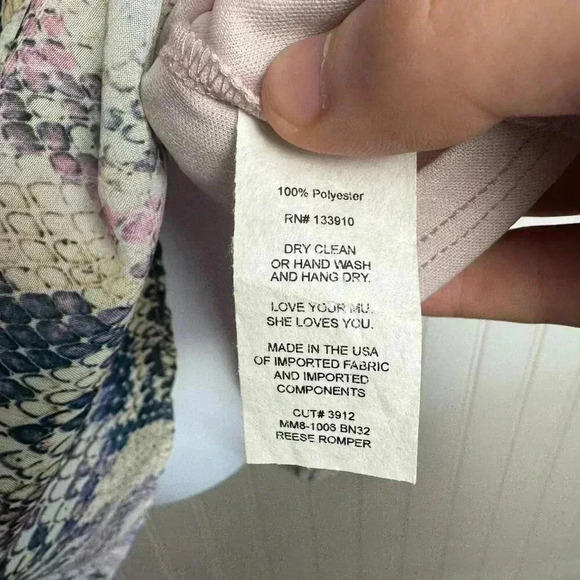 100% Polyester
RN# 133910
DRY CLEAN
OR HAND WASH
AND HANG DRY.
LOVE YOUR MU.
SHE LOVES YOU.
MADE IN THE USA
OF IMPORTED FABRIC
AND IMPORTED
COMPONENTS
CUT# 3912
MM8-1006 BN32
REESE ROMPER